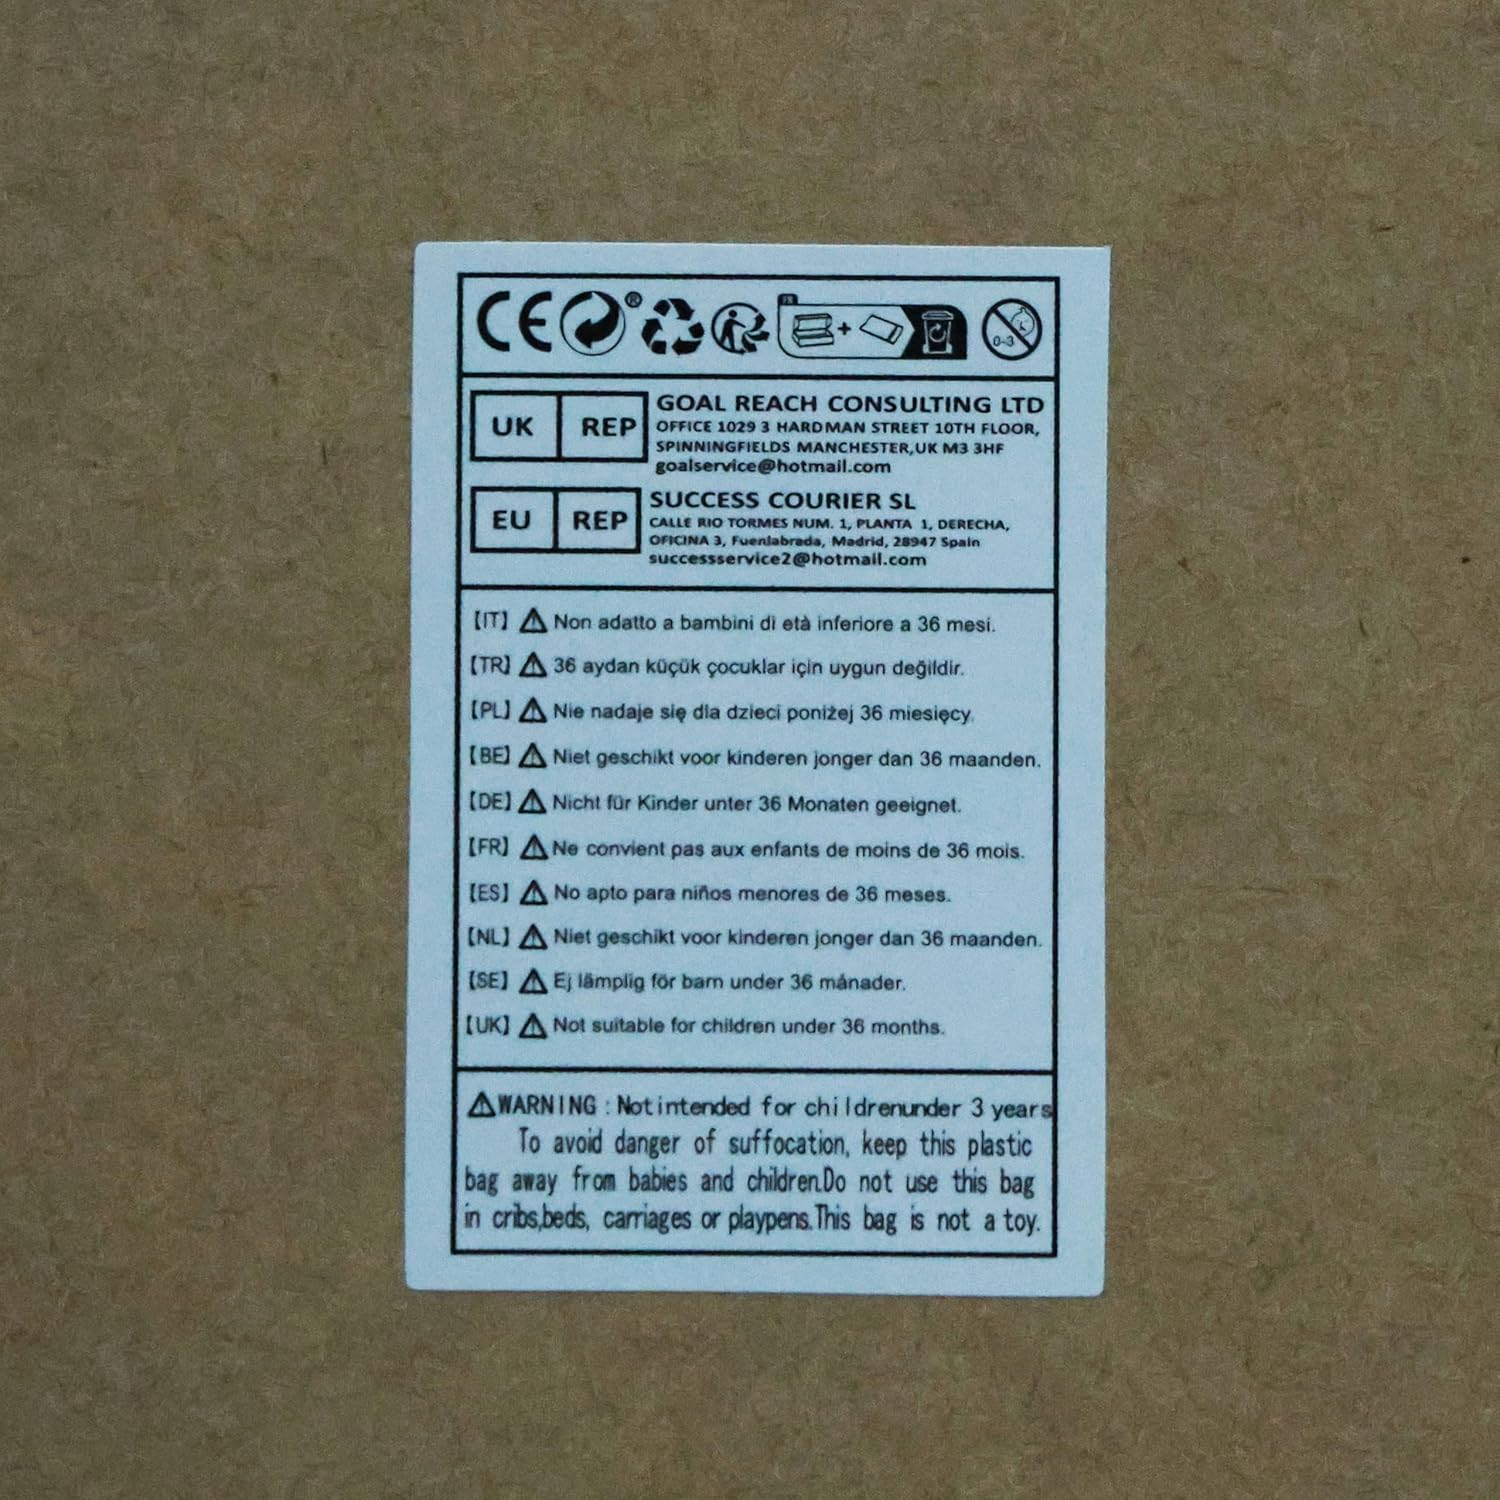 CE ®
FR
0-3
UK REP
GOAL REACH CONSULTING LTD
OFFICE 1029 3 HARDMAN STREET 10TH FLOOR,
SPINNINGFIELDS MANCHESTER,UK M3 3HF
goalservice@hotmail.com
EU REP
SUCCESS COURIER SL
CALLE RIO TORMES NUM. 1, PLANTA 1, DERECHA,
OFICINA 3, Fuenlabrada, Madrid, 28947 Spain
successservice2@hotmail.com
【IT】 ⚠ Non adatto a bambini di età inferiore a 36 mesi.
【TR】 ⚠ 36 aydan küçük çocuklar için uygun değildir.
【PL】 ⚠ Nie nadaje się dla dzieci poniżej 36 miesięcy.
【BE】 ⚠ Niet geschikt voor kinderen jonger dan 36 maanden.
【DE】 ⚠ Nicht für Kinder unter 36 Monaten geeignet.
【FR】 ⚠ Ne convient pas aux enfants de moins de 36 mois.
【ES】 ⚠ No apto para niños menores de 36 meses.
【NL】 ⚠ Niet geschikt voor kinderen jonger dan 36 maanden.
【SE】 ⚠ Ej lämplig för barn under 36 månader.
【UK】 ⚠ Not suitable for children under 36 months.
⚠WARNING : Notintended for childrenunder 3 years
To avoid danger of suffocation, keep this plastic
bag away from babies and children.Do not use this bag
in cribs,beds, carriages or playpens.This bag is not a toy.